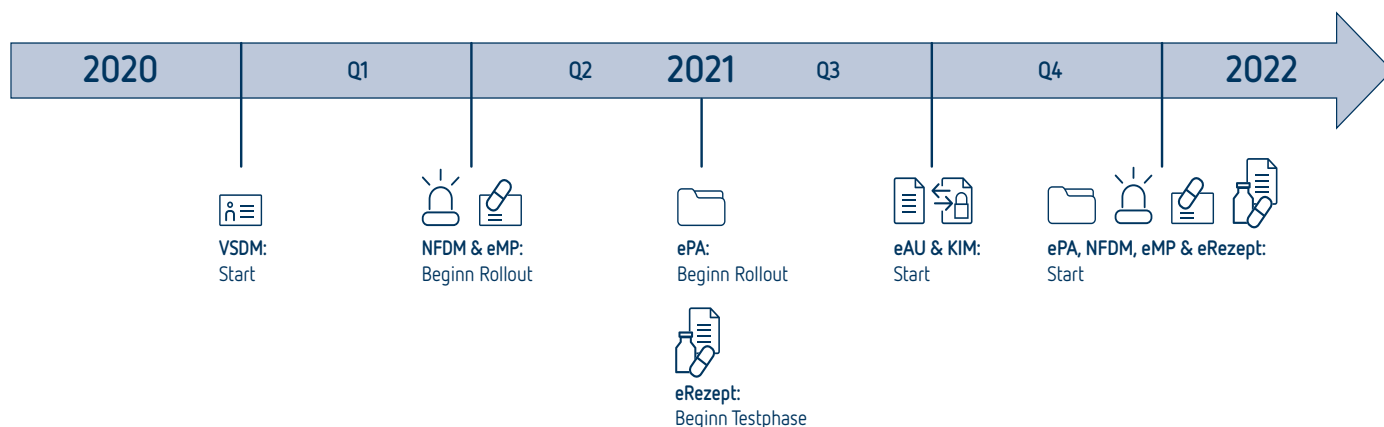 2020
Q1
Q2
2021
Q3
Q4
2022
VSDM:
Start
NFDM & eMP:
Beginn Rollout
ePA:
Beginn Rollout
eRezept:
Beginn Testphase
eAU & KIM:
Start
ePA, NFDM, eMP & eRezept:
Start